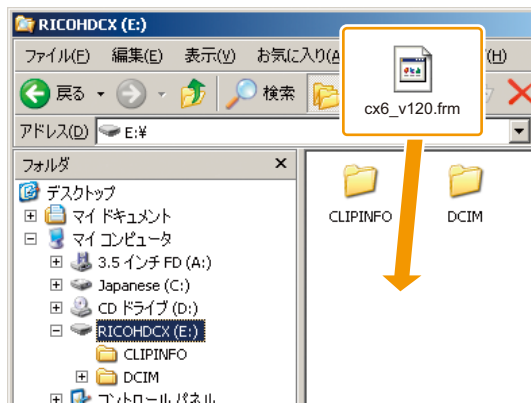 RICOHDCX (E:)
ファイル(F) 編集(E) 表示(V) お気に入り(A (H)
戻る 検索
cx6_v120.frm
アドレス(D) E:¥
フォルダ ×
デスクトップ
マイ ドキュメント
マイ コンピュータ
3.5 インチ FD (A:)
Japanese (C:)
CD ドライブ (D:)
RICOHDCX (E:)
CLIPINFO
DCIM
コントロール パネル
CLIPINFO
DCIM